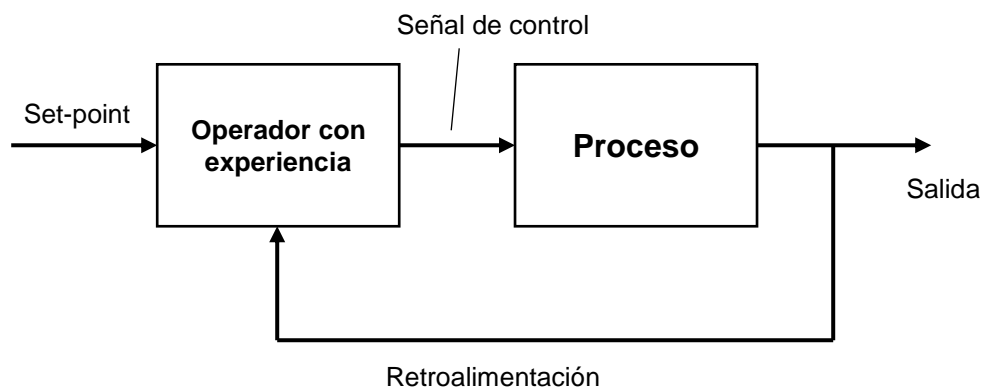 Señal de control
Set-point
Operador con
experiencia
Proceso
Salida
Retroalimentación